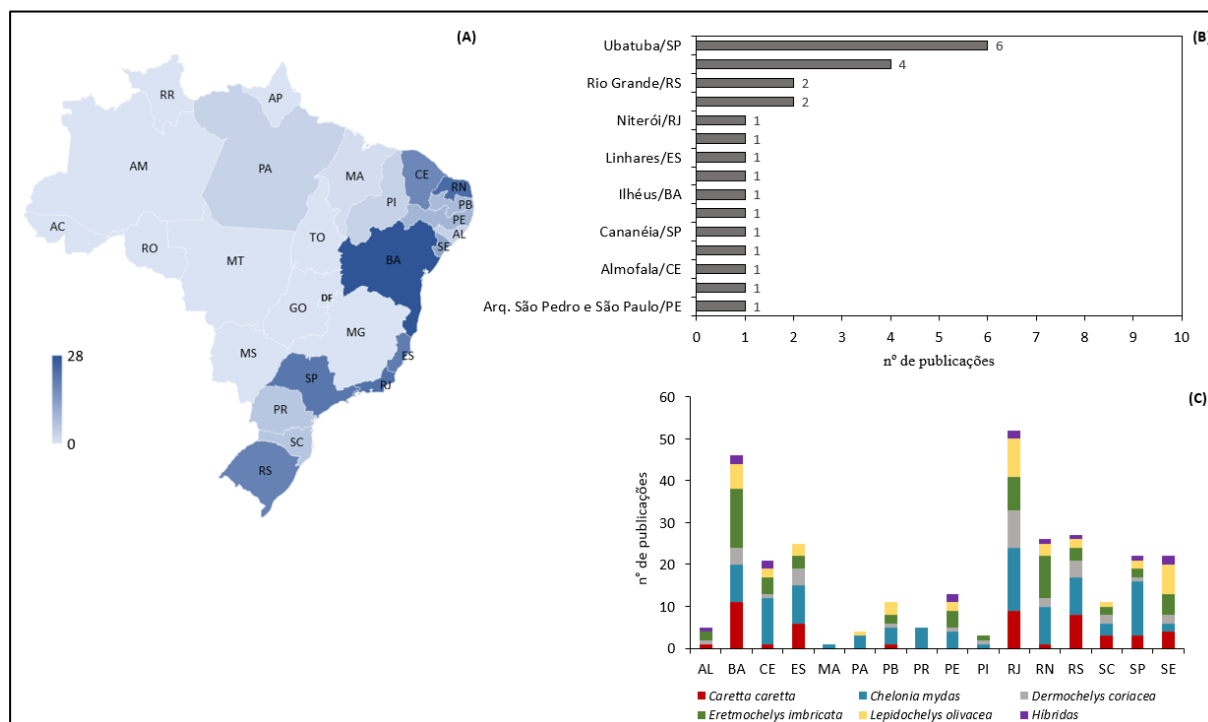 (A)
RR
AP
AM
PA
MA
CE
RN
PB
PI
PE
AL
AC
TO
SE
RO
BA
MT
DF
GO
MG
MS
ES
SP
RJ
PR
SC
RS
28
0
(B)
Ubatuba/SP
6
4
Rio Grande/RS
2
2
Niterói/RJ
1
1
Linhares/ES
1
1
Ilhéus/BA
1
1
Cananéia/SP
1
1
Almofala/CE
1
1
Arq. São Pedro e São Paulo/PE
1
0 1 2 3 4 5 6 7 8 9 10
n° de publicações
(C)
n° de publicações
60
50
40
30
20
10
0
AL BA CE ES MA PA PB PR PE PI RJ RN RS SC SP SE
Caretta caretta Chelonia mydas Dermochelys coriacea
Eretmochelys imbricata Lepidochelys olivacea Híbridas